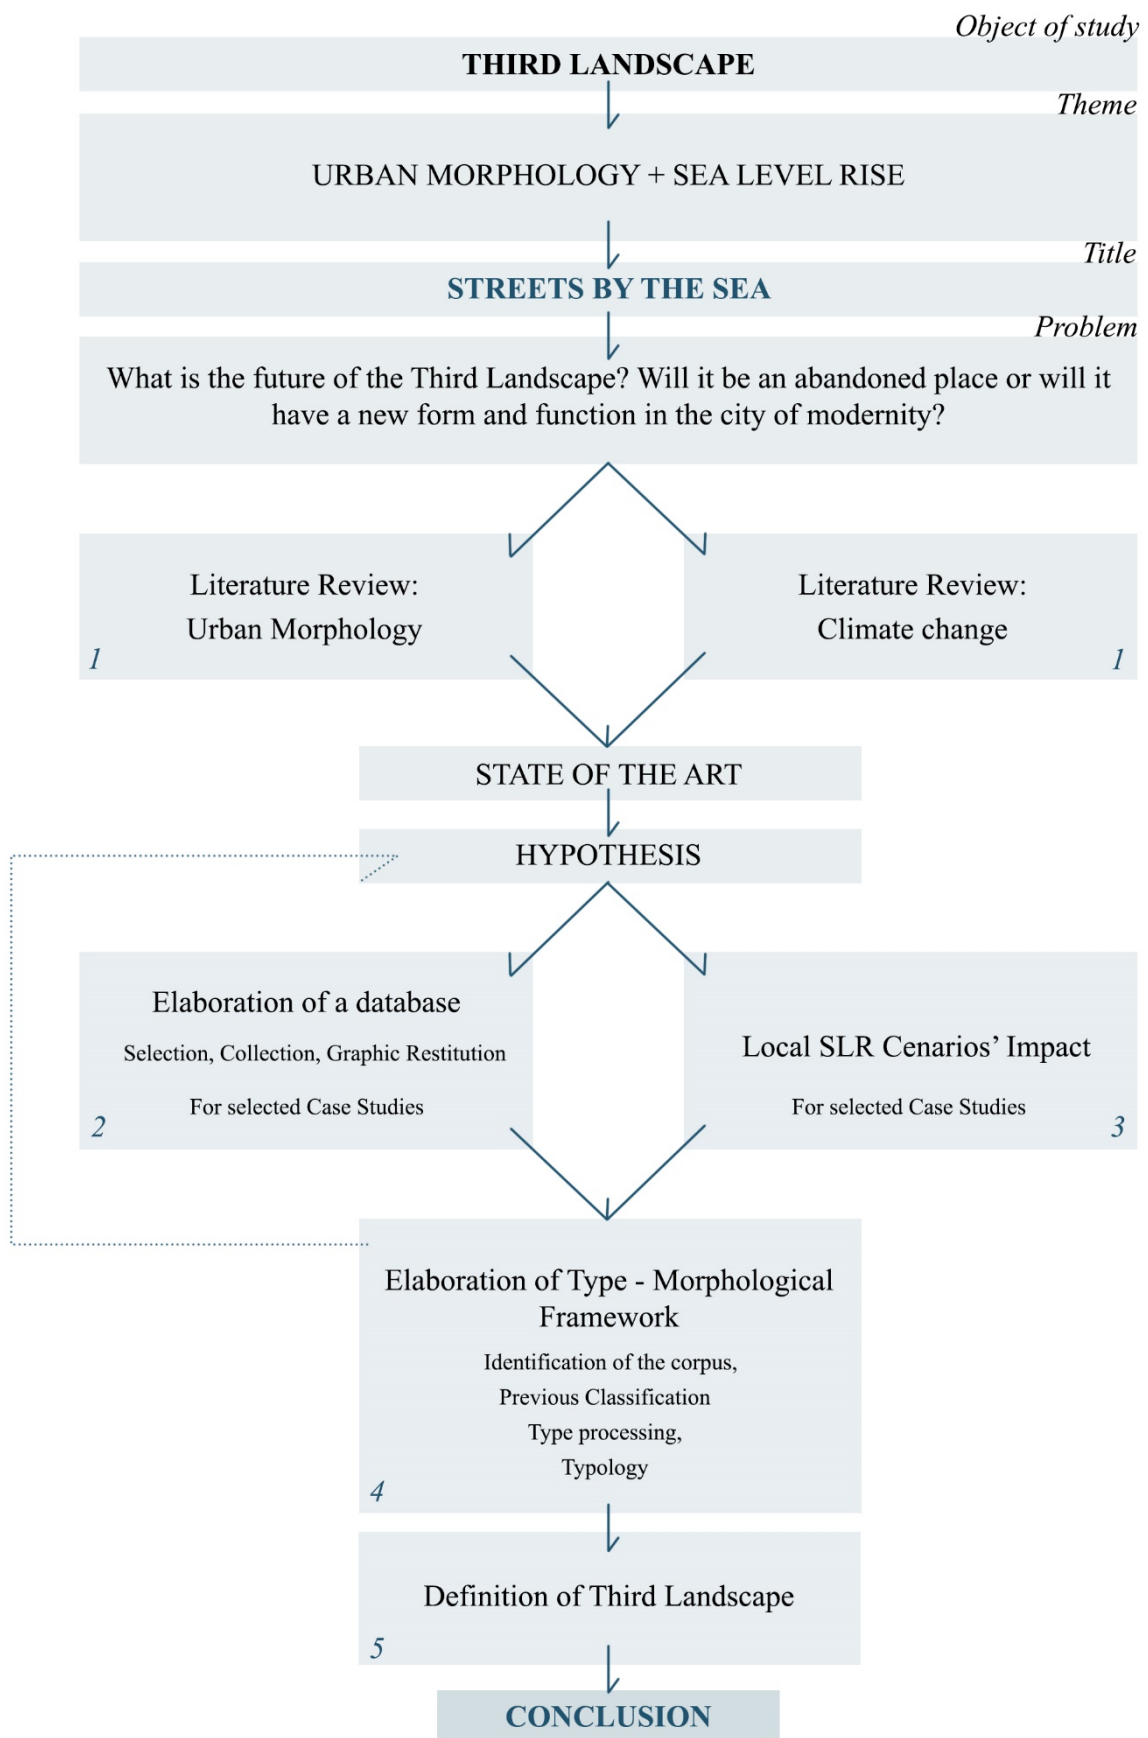 Object of study
THIRD LANDSCAPE
Theme
URBAN MORPHOLOGY + SEA LEVEL RISE
Title
STREETS BY THE SEA
Problem
What is the future of the Third Landscape? Will it be an abandoned place or will it
have a new form and function in the city of modernity?
Literature Review:
Urban Morphology
1
Literature Review:
Climate change
1
STATE OF THE ART
HYPOTHESIS
Elaboration of a database
Selection, Collection, Graphic Restitution
For selected Case Studies
2
Local SLR Cenarios’ Impact
For selected Case Studies
3
Elaboration of Type - Morphological
Framework
Identification of the corpus,
Previous Classification
Type processing,
Typology
4
Definition of Third Landscape
5
CONCLUSION